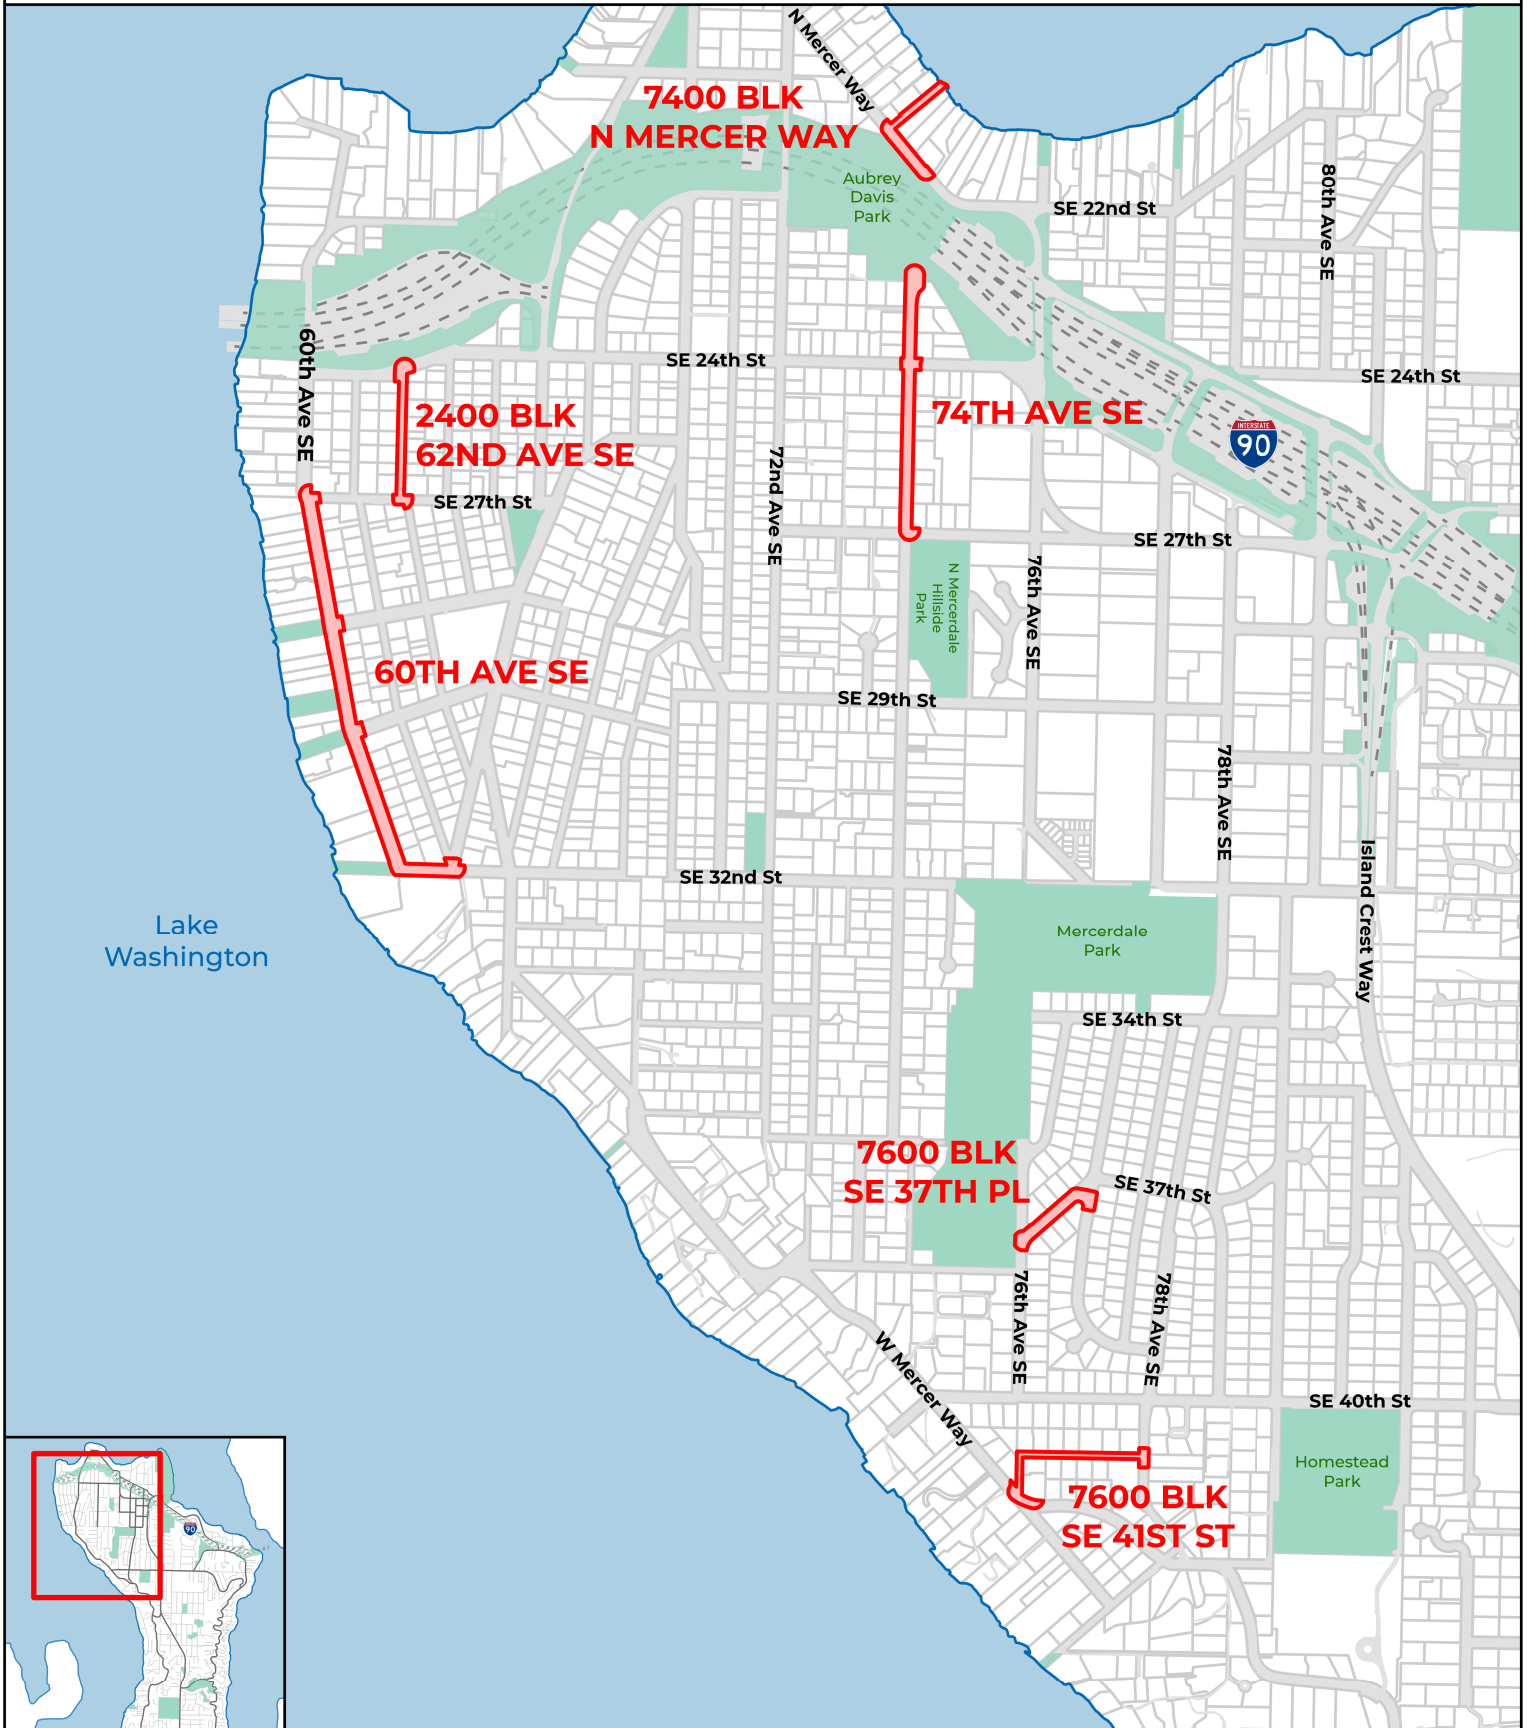 N Mercer Way
7400 BLK
N MERCER WAY
Aubrey
Davis
Park
SE 22nd St
80th Ave SE
60th Ave SE
SE 24th St
SE 24th St
2400 BLK
62ND AVE SE
74TH AVE SE
INTERSTATE
90
72nd Ave SE
SE 27th St
SE 27th St
N Mercerdale
Hillside
Park
76th Ave SE
60TH AVE SE
SE 29th St
78th Ave SE
SE 32nd St
Island Crest Way
Lake
Washington
Mercerdale
Park
SE 34th St
7600 BLK
SE 37TH PL
SE 37th St
76th Ave SE
78th Ave SE
W Mercer Way
SE 40th St
Homestead
Park
7600 BLK
SE 41ST ST
90